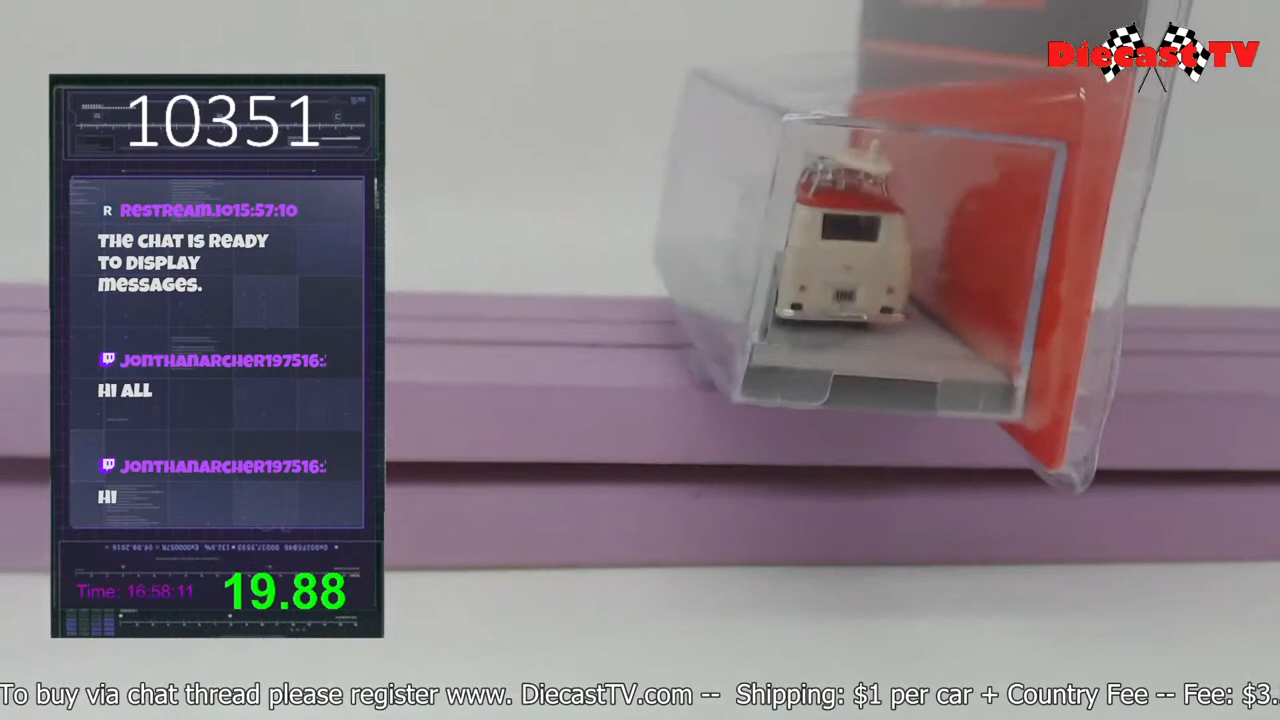 Diecast TV
10351
R Restream.io15:57:10
The chat is ready
to display
messages.
Jonthanarcher197516:
Hi all
Jonthanarcher197516:
Hi
Time: 16:58:11
19.88
To buy via chat thread please register www. DiecastTV.com -- Shipping: $1 per car + Country Fee -- Fee: $3.